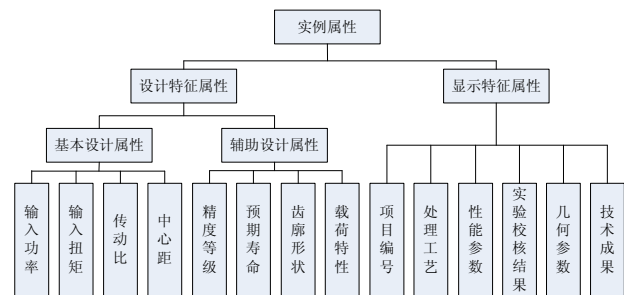 实例属性
设计特征属性
显示特征属性
基本设计属性
辅助设计属性
输入功率
输入扭矩
传动比
中心距
精度等级
预期寿命
齿廓形状
载荷特性
项目编号
处理工艺
性能参数
实验校核结果
几何参数
技术成果